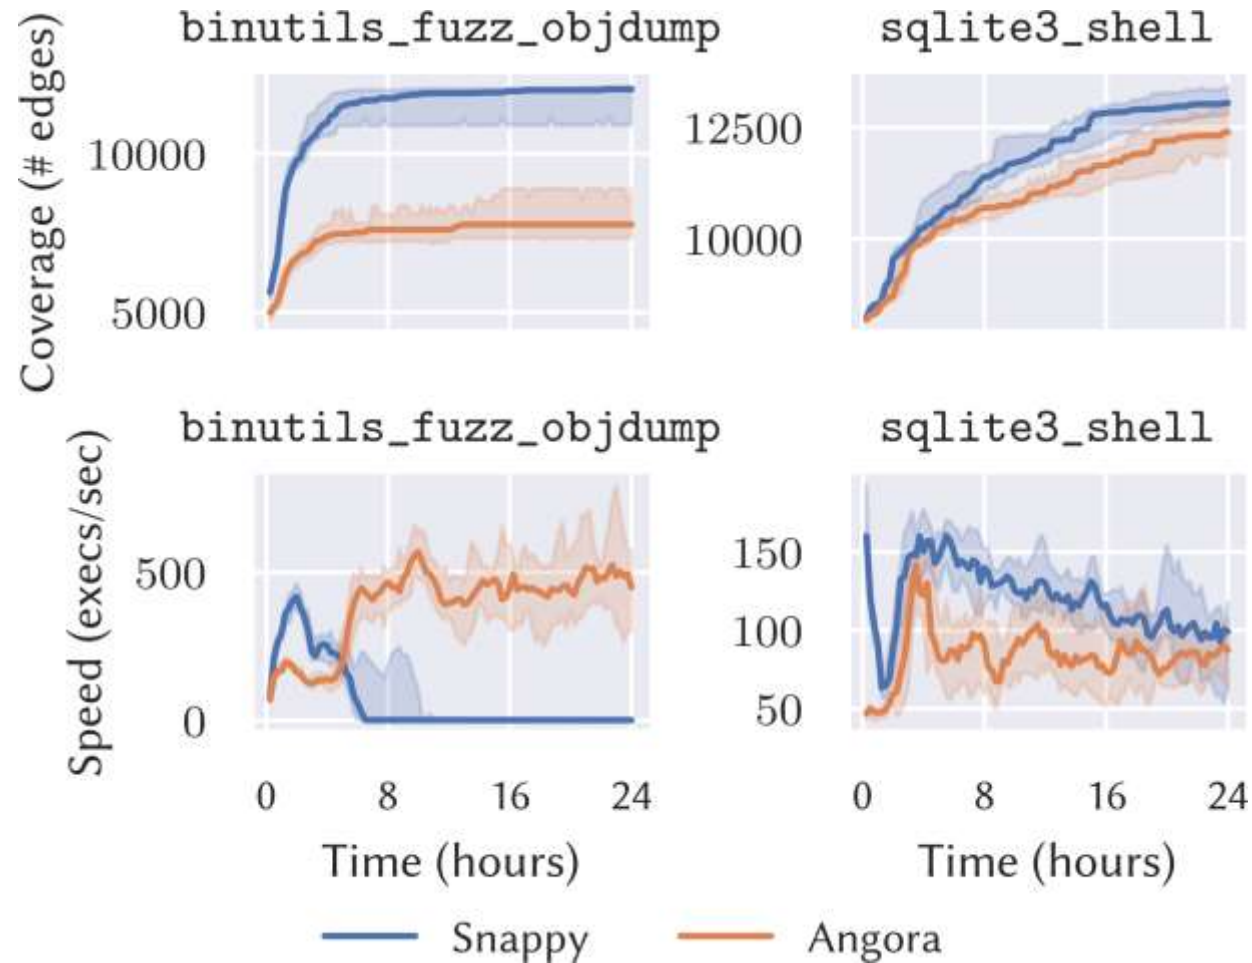 binutils_fuzz_objdump
sqlite3_shell
Coverage (# edges)
10000
5000
12500
10000
binutils_fuzz_objdump
sqlite3_shell
Speed (execs/sec)
500
0
150
100
50
0 8 16 24
0 8 16 24
Time (hours)
Time (hours)
Snappy
Angora